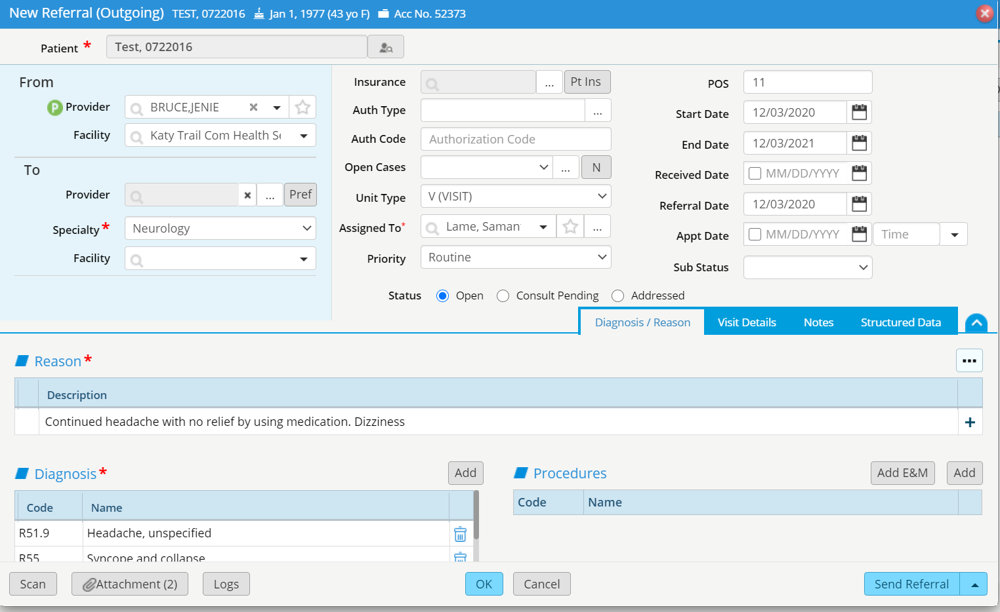 New Referral (Outgoing) TEST, 0722016 Jan 1, 1977 (43 yo F) Acc No. 52373
Patient * Test, 0722016
From
P Provider BRUCE,JENIE
Facility Katy Trail Com Health
To
Provider ... Pref
Specialty* Neurology
Facility
Insurance ... Pt Ins
Auth Type ...
Auth Code Authorization Code
Open Cases ... N
Unit Type V (VISIT)
Assigned To* Lame, Saman ...
Priority Routine
POS 11
Start Date 12/03/2020
End Date 12/03/2021
Received Date MM/DD/YYYY
Referral Date 12/03/2020
Appt Date MM/DD/YYYY Time
Sub Status
Status Open Consult Pending Addressed
Diagnosis / Reason Visit Details Notes Structured Data
Reason* ...
Description
Continued headache with no relief by using medication. Dizziness +
Diagnosis* Add
Code Name
R51.9 Headache, unspecified
R55 Syncope and collapse
Procedures Add E&M Add
Code Name
Scan Attachment (2) Logs OK Cancel Send Referral